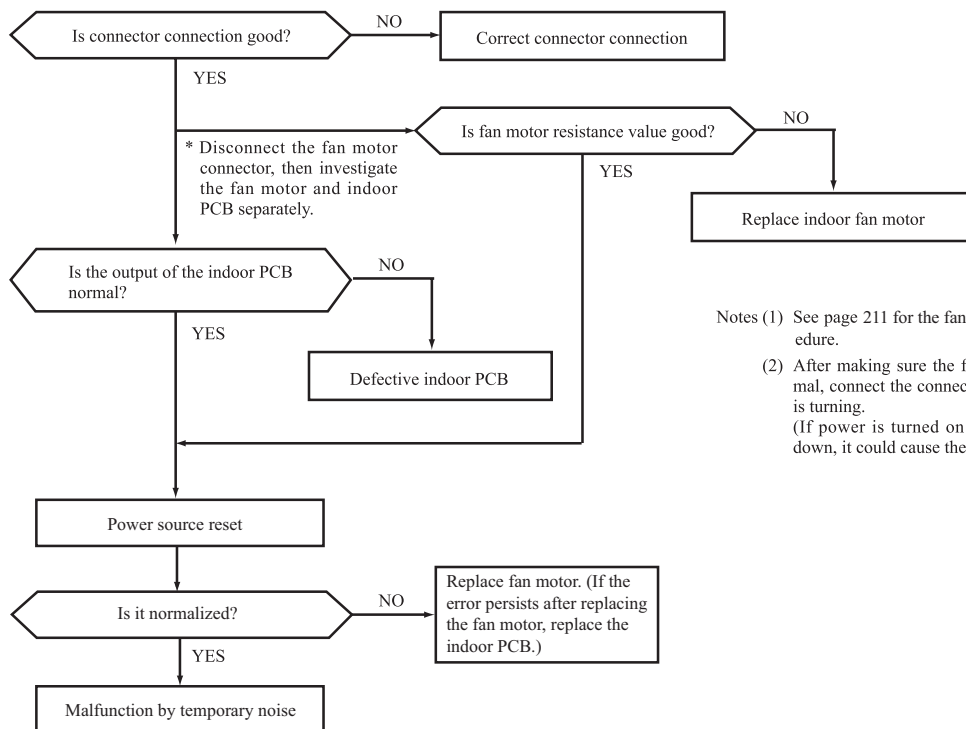 Is connector connection good?
NO
Correct connector connection
YES
Is fan motor resistance value good?
NO
* Disconnect the fan motor
connector, then investigate
the fan motor and indoor
PCB separately.
YES
Replace indoor fan motor
Is the output of the indoor PCB
normal?
NO
YES
Defective indoor PCB
Notes (1) See page 211 for the fan
edure.
(2) After making sure the f
mal, connect the connec
is turning.
(If power is turned on
down, it could cause the
Power source reset
Is it normalized?
NO
Replace fan motor. (If the
error persists after replacing
the fan motor, replace the
indoor PCB.)
YES
Malfunction by temporary noise